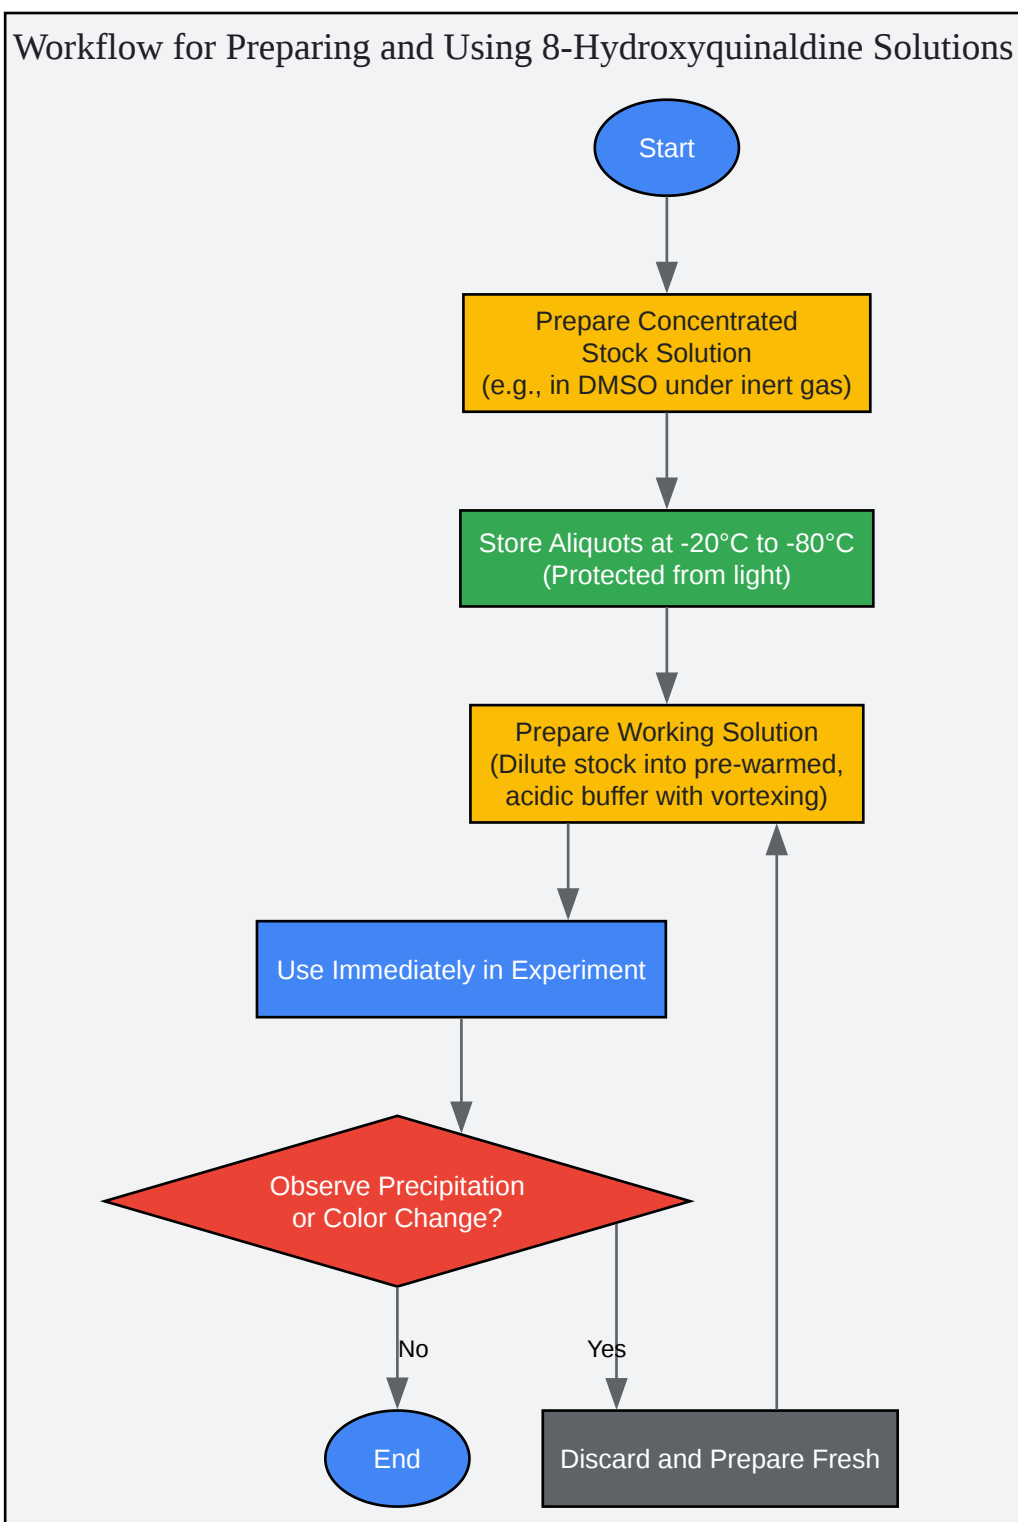 Workflow for Preparing and Using 8-Hydroxyquinaldine Solutions
Start
Prepare Concentrated
Stock Solution
(e.g., in DMSO under inert gas)
Store Aliquots at -20°C to -80°C
(Protected from light)
Prepare Working Solution
(Dilute stock into pre-warmed,
acidic buffer with vortexing)
Use Immediately in Experiment
Observe Precipitation
or Color Change?
No
Yes
End
Discard and Prepare Fresh